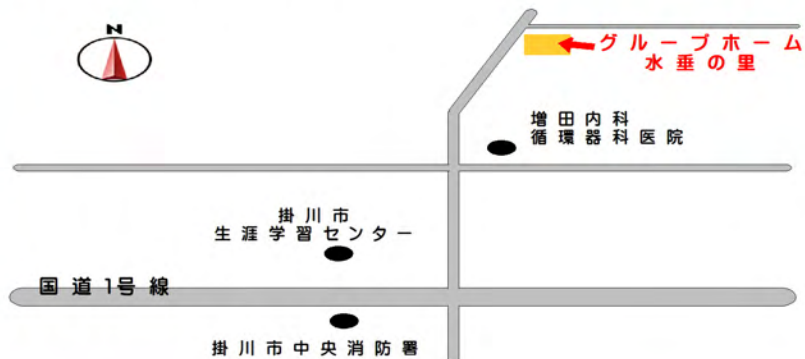 N
グループホーム
水垂の里
増田内科
循環器科医院
掛川市
生涯学習センター
国道1号線
掛川市中央消防署